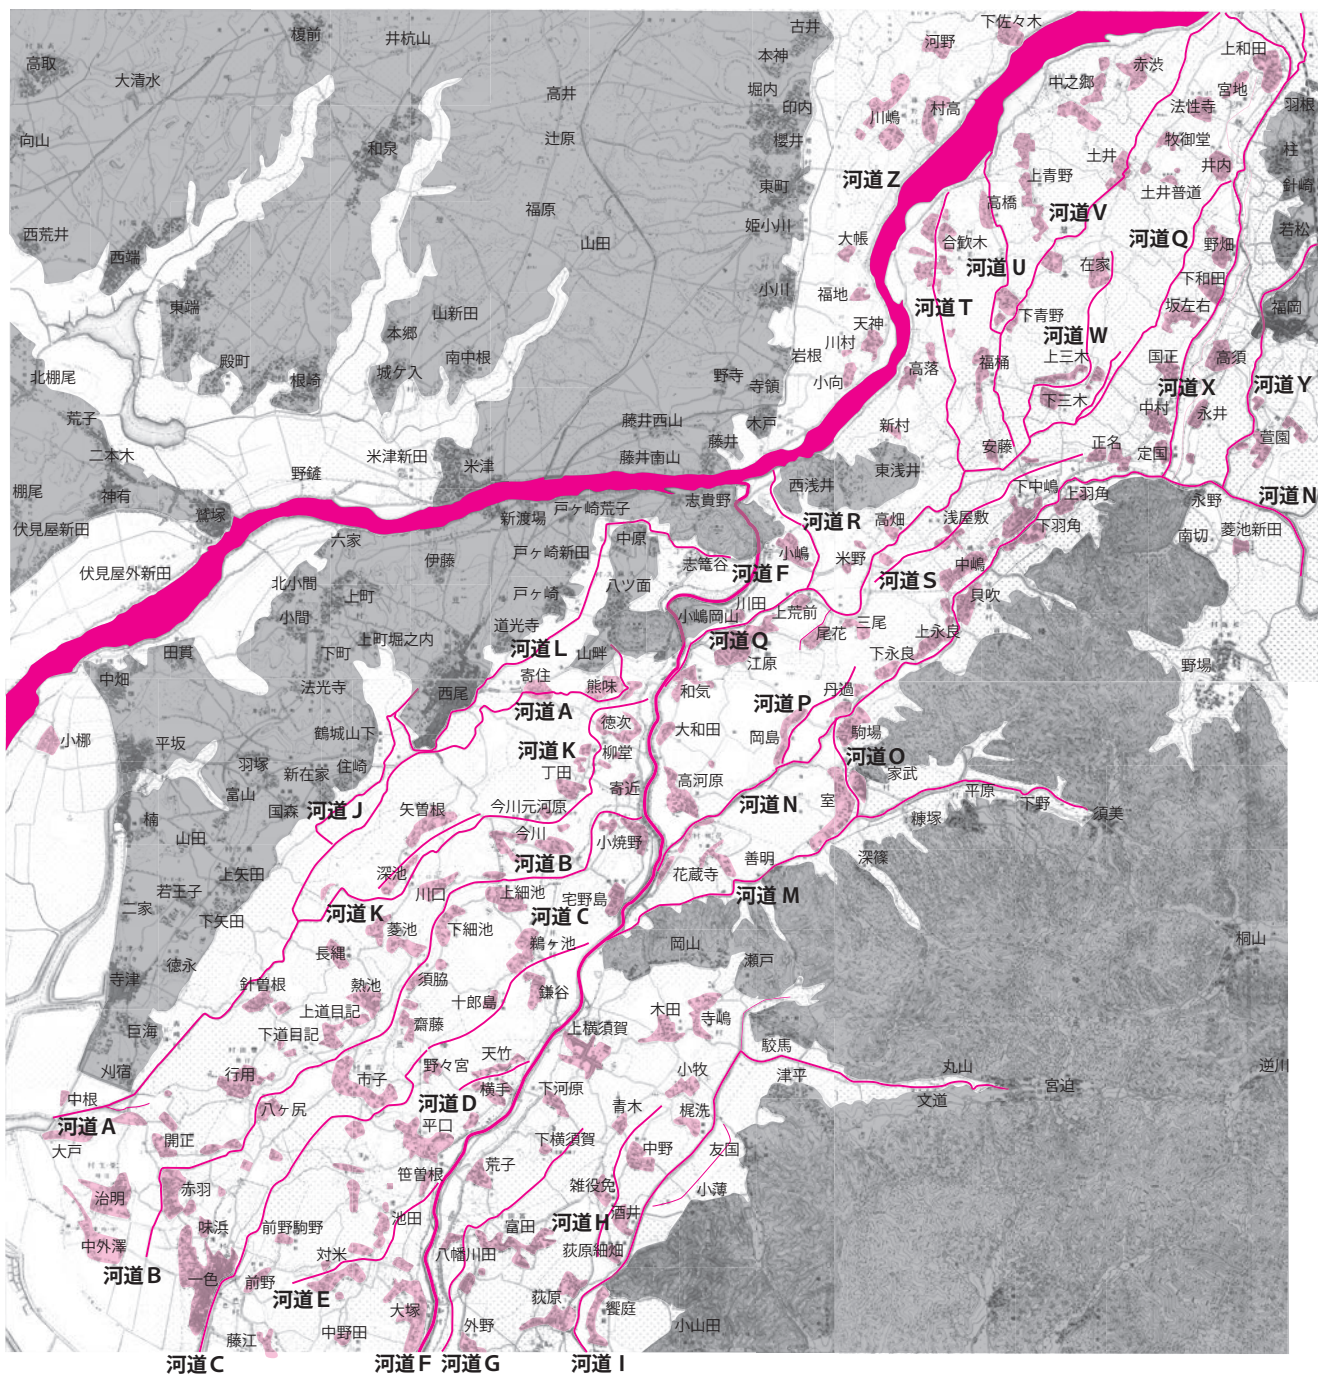 榎前
井杭山
古井
下佐々木
河野
上和田
高取
大清水
本神
堀内
高井
印内
中之郷
赤渋
宮地
羽根
川嶋
村高
法性寺
向山
辻原
櫻井
牧御堂
柱
和泉
土井
井内
針崎
河道Z
上青野
東町
土井普道
福原
高橋
河道V
姫小川
若松
西荒井
西端
山田
大帳
合歓木
河道Q
野畑
河道U
在家
下和田
小川
福地
河道T
坂左右
福岡
東端
山新田
天神
下青野
河道W
本郷
川村
岩根
上三木
国正
高須
殿町
南中根
福桶
城ケ入
高落
北棚尾
根崎
野寺
寺領
小向
河道X
河道Y
下三木
中村
永井
荒子
藤井西山
木戸
新村
萱園
二本木
米津新田
藤井
安藤
正名
定国
藤井南山
東浅井
棚尾
神有
野錐
米津
西浅井
下中嶋
上羽角
永野
河道N
鷲塚
戸ヶ崎荒子
志貴野
新渡場
河道R
高畑
浅屋敷
伏見屋新田
下羽角
南切
菱池新田
六家
中原
戸ヶ崎新田
小嶋
米野
伊藤
志篭谷
河道F
河道S
中嶋
伏見屋外新田
北小間
八ツ面
上町
戸ヶ崎
貝吹
小間
川田
小嶋岡山
上荒前
道光寺
河道Q
尾花
三尾
上永良
田貫
下町
上町堀之内
河道L
山畔
江原
下永良
野場
中畑
法光寺
寄住
熊味
和気
丹過
西尾
河道A
河道P
小梛
平坂
鶴城山下
徳次
大和田
岡島
駒場
羽塚
新在家
住崎
河道K
柳堂
河道O
丁田
高河原
家武
富山
国森
河道J
矢曽根
今川元河原
寄近
河道N
室
平原
下野
須美
楠
山田
今川
小焼野
糠塚
河道B
善明
深篠
若王子
上矢田
深池
川口
上細池
宅野島
花蔵寺
河道M
二家
下矢田
河道K
河道C
菱池
下細池
鵜ヶ池
岡山
桐山
長縄
瀬戸
寺津
徳永
針曽根
熱池
須脇
鎌谷
上道目記
十郎島
木田
寺嶋
巨海
下道目記
齋藤
上横須賀
刈宿
野々宮
天竹
鮫馬
丸山
逆川
行用
市子
小牧
津平
宮迫
中根
横手
下河原
文道
河道A
八ヶ尻
河道D
青木
梶洗
大戸
開正
平口
下横須賀
中野
友国
荒子
笹曽根
治明
赤羽
雑役免
小薄
味浜
前野駒野
池田
富田
河道H
酒井
中外澤
対米
八幡川田
荻原細畑
河道B
一色
前野
河道E
大塚
荻原
饗庭
藤江
中野田
外野
小山田
河道C
河道F
河道G
河道I